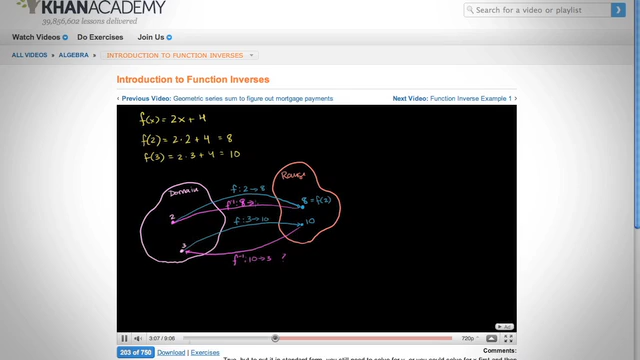 KHANACADEMY
39,856,602 lessons delivered
Search for a video or playlist
Watch Videos Do Exercises Join Us
ALL VIDEOS ALGEBRA INTRODUCTION TO FUNCTION INVERSES
Introduction to Function Inverses
Previous Video: Geometric series sum to figure out mortgage payments
Next Video: Function Inverse Example 1
f(x) = 2x + 4
f(2) = 2 · 2 + 4 = 8
f(3) = 2 · 3 + 4 = 10
Domain
Range
f : 2 → 8
8 = f(2)
f⁻¹ : 8 →
2
f : 3 → 10
10
3
f⁻¹ : 10 → 3
Ad
3:07 / 9:06
720p
203 of 750 Download | Exercises
Comments: